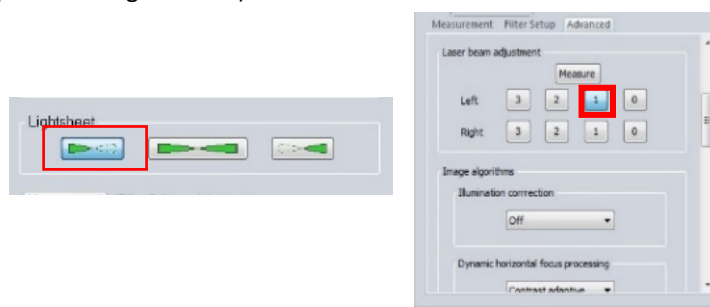 Lightsheet
Measurement Filter Setup Advanced
Laser beam adjustment
Measure
Left 3 2 1 0
Right 3 2 1 0
Image algorithms
Illumination corrrection
Off
Dynamic horizontal focus processing
Contrast adaptive